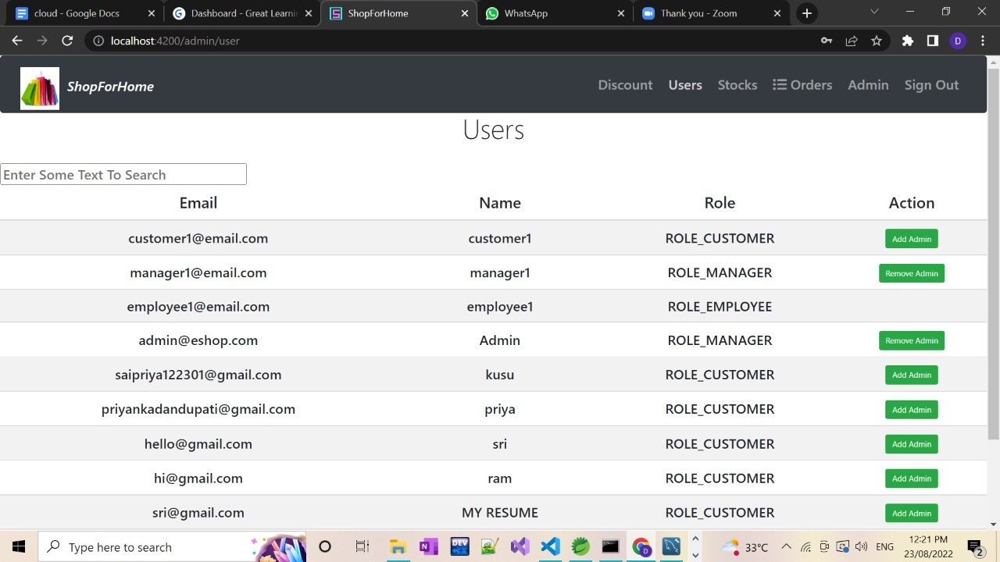 cloud - Google Docs
Dashboard - Great Learni
ShopForHome
WhatsApp
Thank you - Zoom
localhost:4200/admin/user
D
ShopForHome
Discount Users Stocks Orders Admin Sign Out
Users
Enter Some Text To Search
Email Name Role Action
customer1@email.com customer1 ROLE_CUSTOMER Add Admin
manager1@email.com manager1 ROLE_MANAGER Remove Admin
employee1@email.com employee1 ROLE_EMPLOYEE
admin@eshop.com Admin ROLE_MANAGER Remove Admin
saipriya122301@gmail.com kusu ROLE_CUSTOMER Add Admin
priyankadandupati@gmail.com priya ROLE_CUSTOMER Add Admin
hello@gmail.com sri ROLE_CUSTOMER Add Admin
hi@gmail.com ram ROLE_CUSTOMER Add Admin
sri@gmail.com MY RESUME ROLE_CUSTOMER Add Admin
Type here to search
DEV
33°C
ENG
12:21 PM
23/08/2022
2